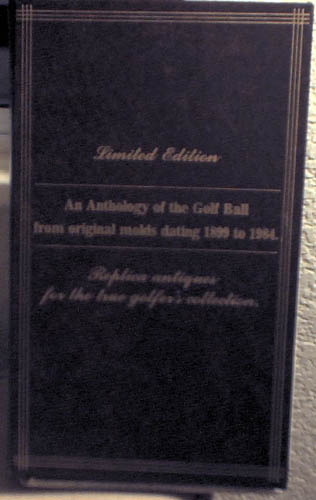 Limited Edition
An Anthology of the Golf Ball
from original molds dating 1899 to 1984.
Replica antiques
for the true golfer's collection.